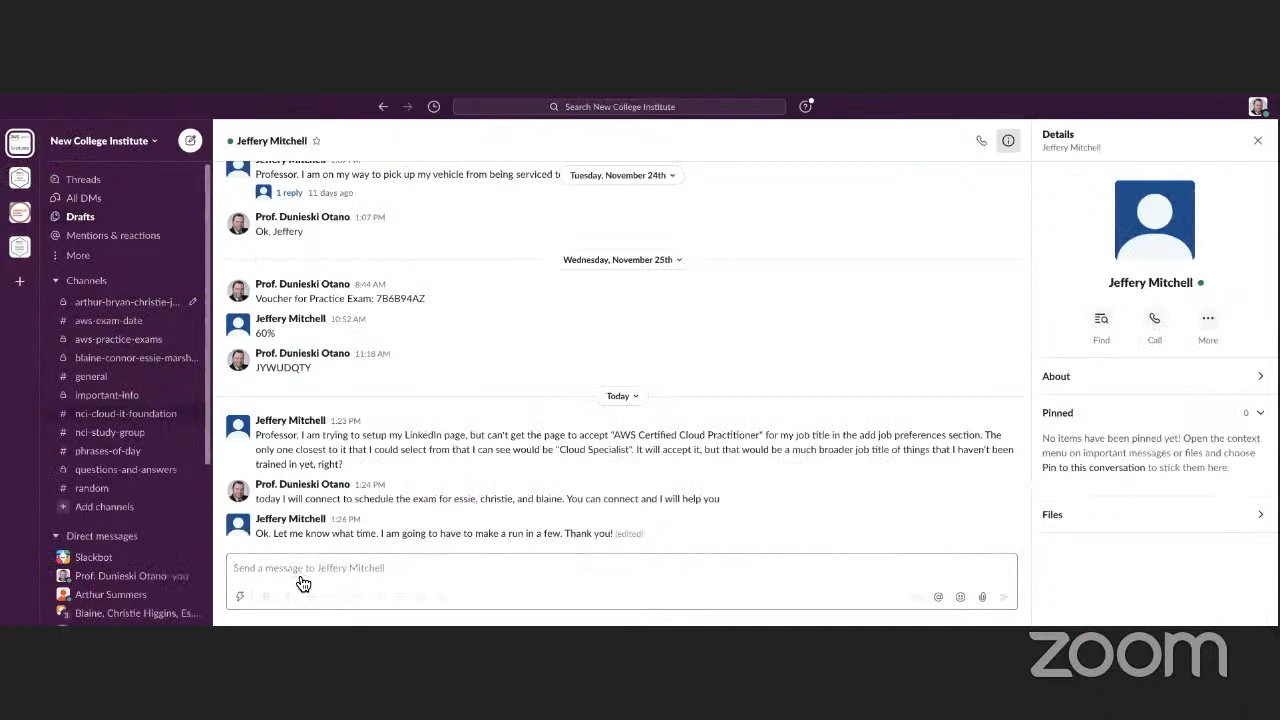 Search New College Institute
New College Institute
Threads
All DMs
Drafts
Mentions & reactions
More
Channels
arthur-bryan-christie-j...
# aws-exam-date
aws-practice-exams
blaine-connor-essie-marsh...
# general
important-info
# nci-cloud-it-foundation
# nci-study-group
# phrases-of-day
questions-and-answers
# random
+ Add channels
Direct messages
Slackbot
Prof. Dunieski Otano you
Arthur Summers
3 Blaine, Christie Higgins, Es....
Jeffery Mitchell
Jeffery Mitchell 1:07 PM
Professor, I am on my way to pick up my vehicle from being serviced t
Tuesday, November 24th
1 reply 11 days ago
Prof. Dunieski Otano 1:07 PM
Ok, Jeffery
Wednesday, November 25th
Prof. Dunieski Otano 8:44 AM
Voucher for Practice Exam: 7B6B94AZ
Jeffery Mitchell 10:52 AM
60%
Prof. Dunieski Otano 11:18 AM
JYWUDQTY
Today
Jeffery Mitchell 1:23 PM
Professor, I am trying to setup my LinkedIn page, but can't get the page to accept "AWS Certified Cloud Practitioner" for my job title in the add job preferences section. The
only one closest to it that I could select from that I can see would be "Cloud Specialist". It will accept it, but that would be a much broader job title of things that I haven't been
trained in yet, right?
Prof. Dunieski Otano 1:24 PM
today I will connect to schedule the exam for essie, christie, and blaine. You can connect and I will help you
Jeffery Mitchell 1:26 PM
Ok. Let me know what time. I am going to have to make a run in a few. Thank you! (edited)
Send a message to Jeffery Mitchell
Details
Jeffery Mitchell
Jeffery Mitchell
Find Call More
About
Pinned 0
No items have been pinned yet! Open the context
menu on important messages or files and choose
Pin to this conversation to stick them here.
Files
zoom